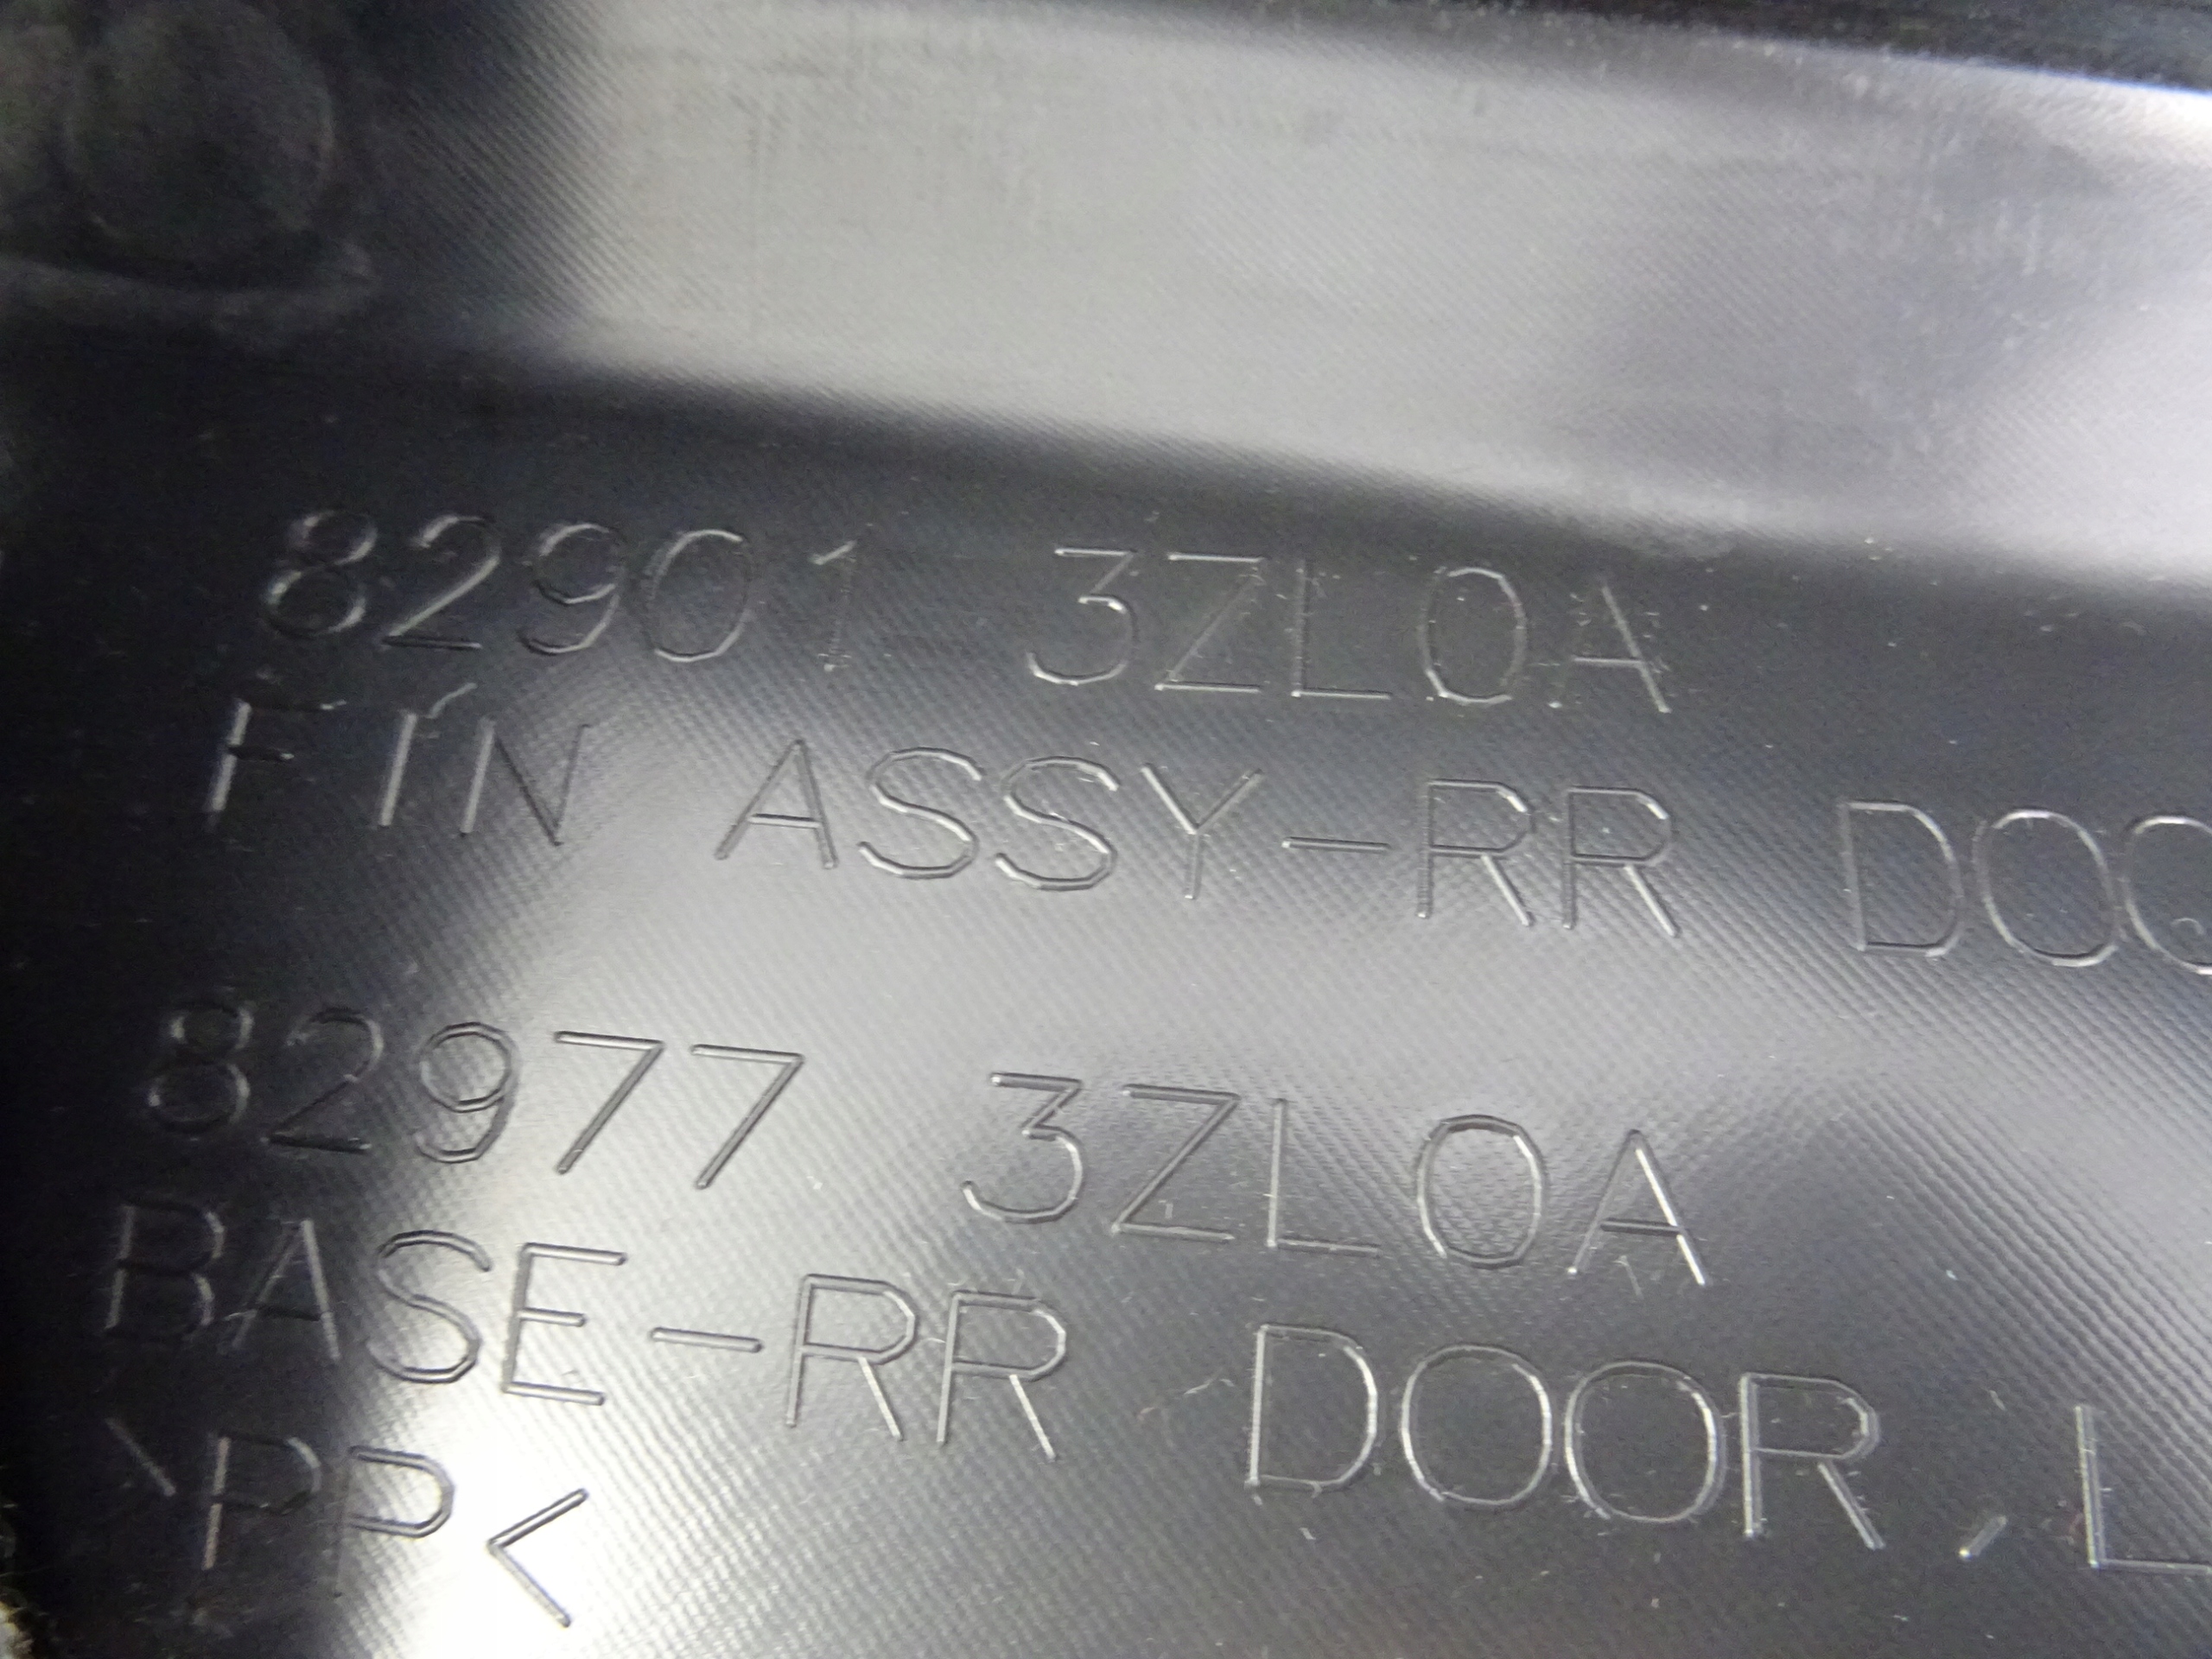 82901 3ZL0A
FIN ASSY-RR DOO
82977 3ZL0A
BASE-RR DOOR,L
>PP<